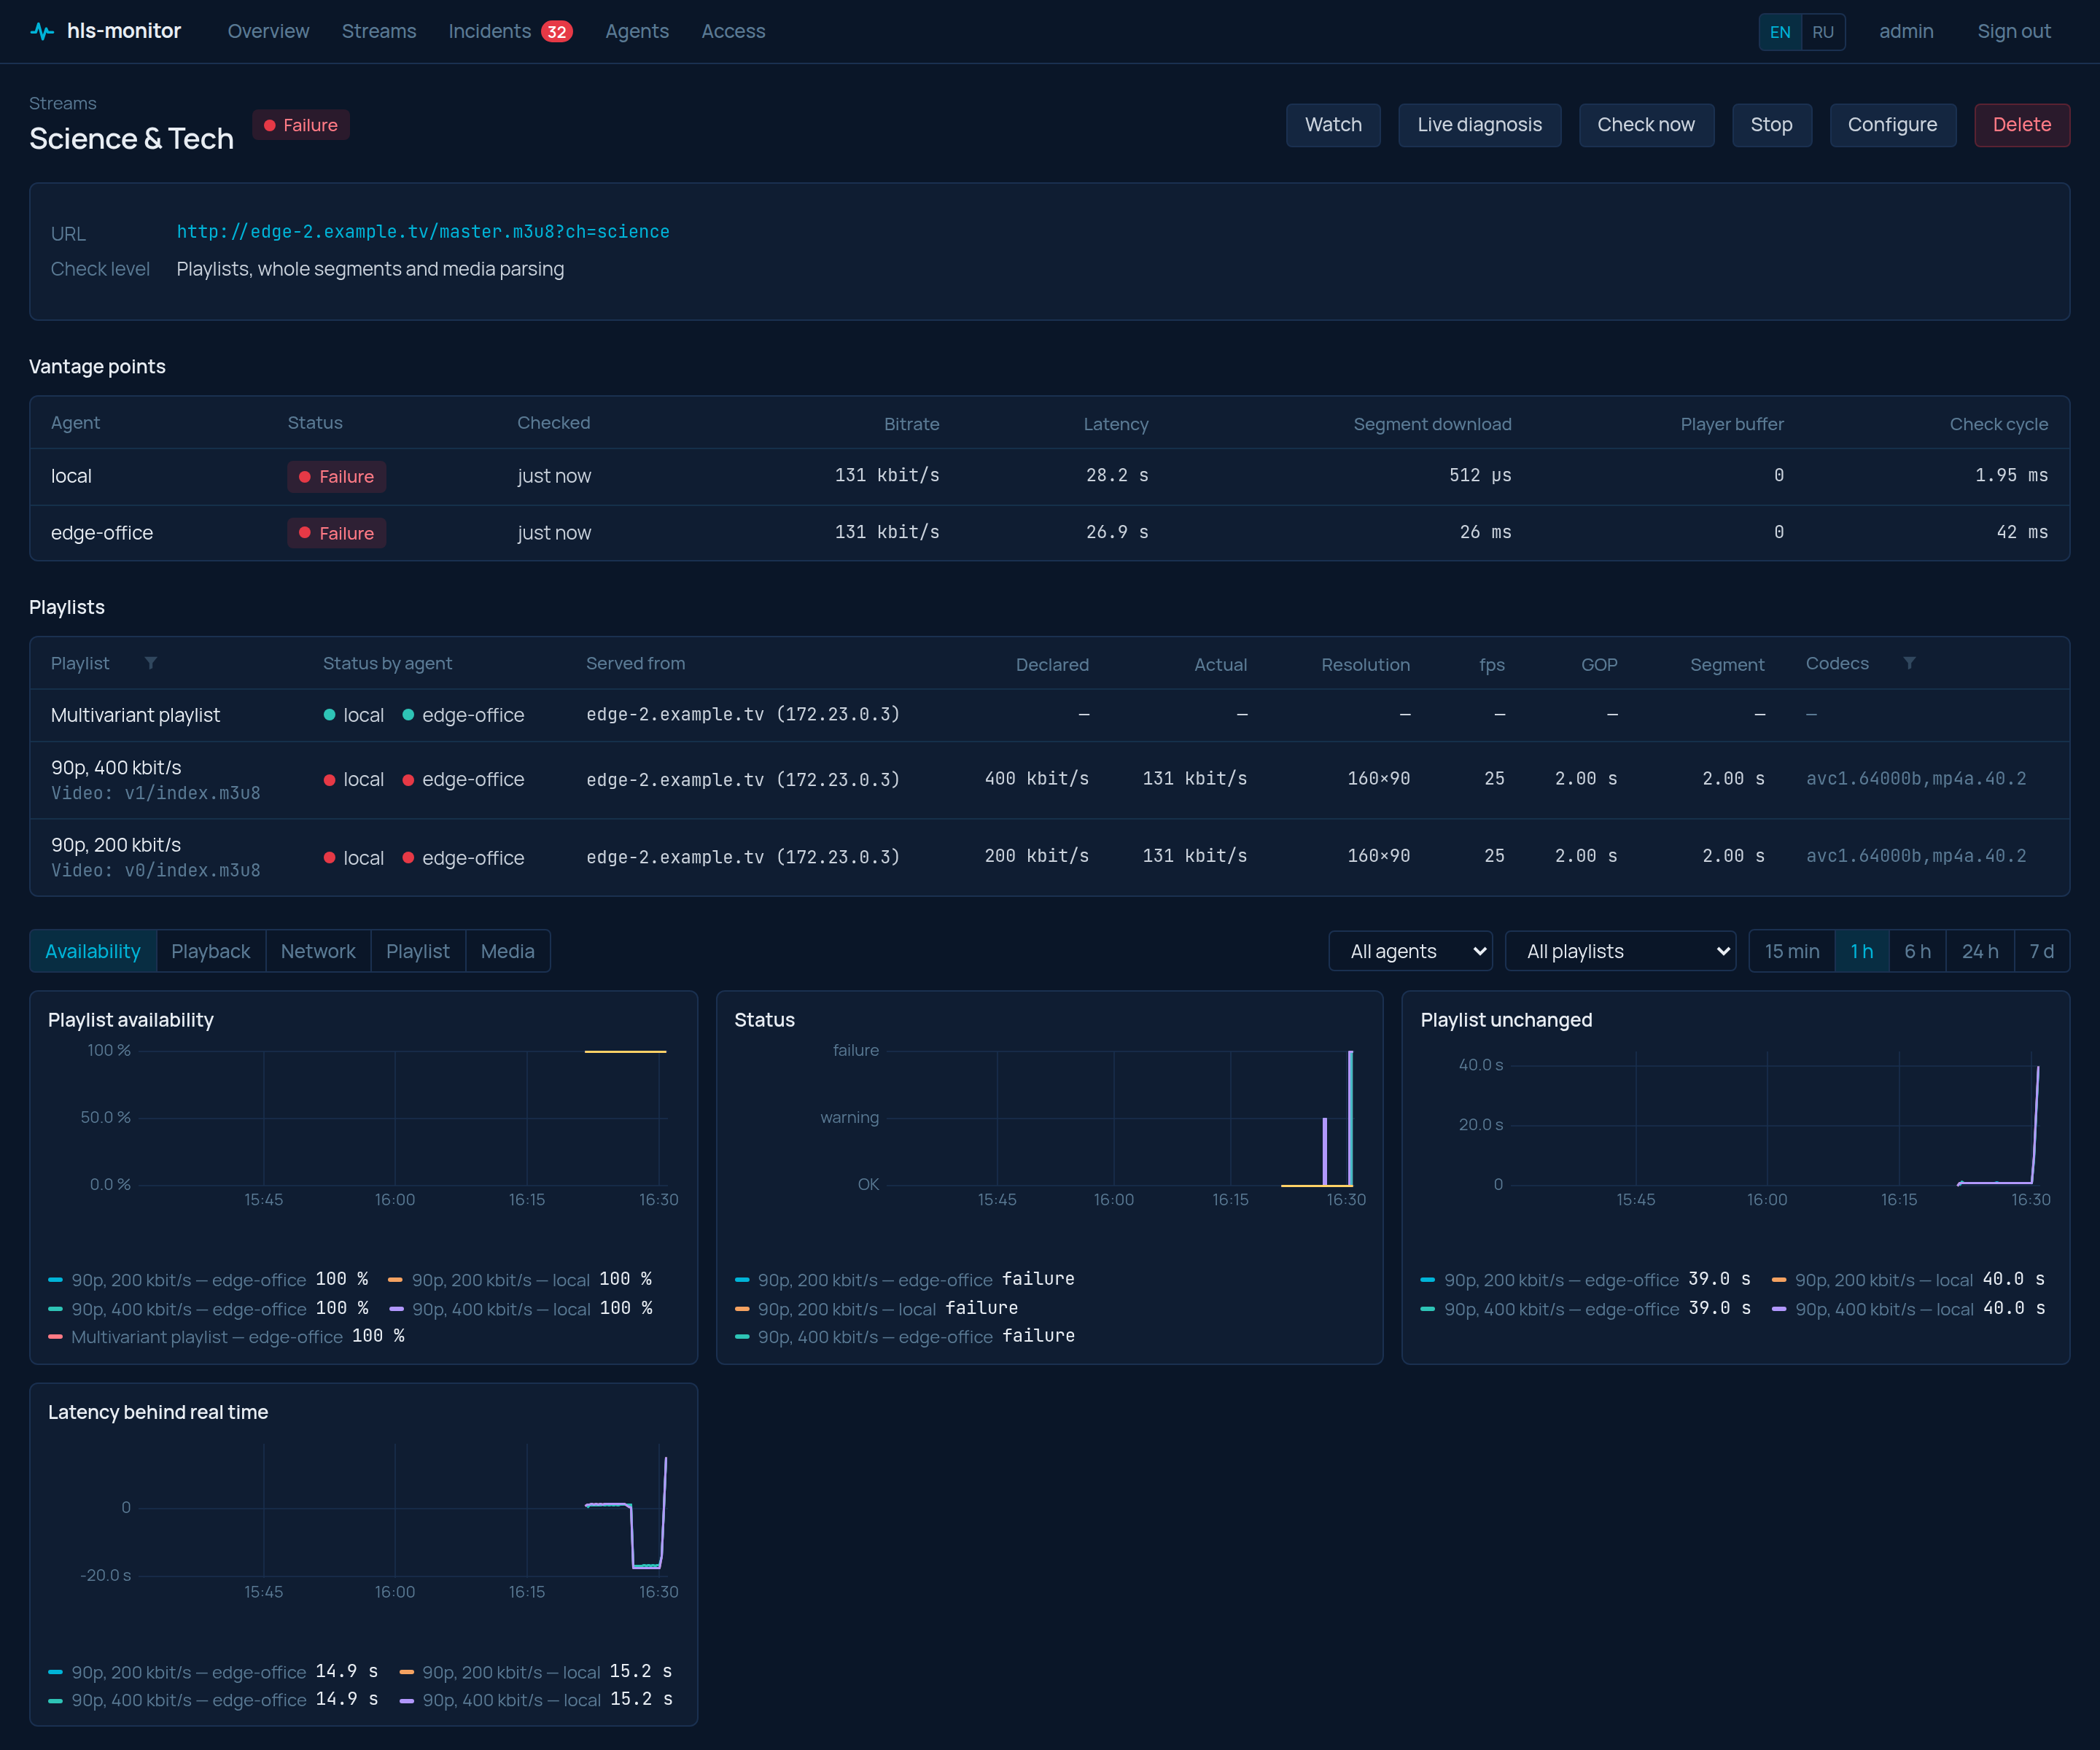 hls-monitor Overview Streams Incidents 32 Agents Access EN RU admin Sign out
Streams
Science & Tech Failure Watch Live diagnosis Check now Stop Configure Delete
URL http://edge-2.example.tv/master.m3u8?ch=science
Check level Playlists, whole segments and media parsing
Vantage points
Agent Status Checked Bitrate Latency Segment download Player buffer Check cycle
local Failure just now 131 kbit/s 28.2 s 512 µs 0 1.95 ms
edge-office Failure just now 131 kbit/s 26.9 s 26 ms 0 42 ms
Playlists
Playlist Status by agent Served from Declared Actual Resolution fps GOP Segment Codecs
Multivariant playlist local edge-office edge-2.example.tv (172.23.0.3) — — — — — — —
90p, 400 kbit/s
Video: v1/index.m3u8 local edge-office edge-2.example.tv (172.23.0.3) 400 kbit/s 131 kbit/s 160×90 25 2.00 s 2.00 s avc1.64000b,mp4a.40.2
90p, 200 kbit/s
Video: v0/index.m3u8 local edge-office edge-2.example.tv (172.23.0.3) 200 kbit/s 131 kbit/s 160×90 25 2.00 s 2.00 s avc1.64000b,mp4a.40.2
Availability Playback Network Playlist Media All agents All playlists 15 min 1 h 6 h 24 h 7 d
Playlist availability
100 %
50.0 %
0.0 %
15:45 16:00 16:15 16:30
90p, 200 kbit/s — edge-office 100 % 90p, 200 kbit/s — local 100 %
90p, 400 kbit/s — edge-office 100 % 90p, 400 kbit/s — local 100 %
Multivariant playlist — edge-office 100 %
Status
failure
warning
OK
15:45 16:00 16:15 16:30
90p, 200 kbit/s — edge-office failure
90p, 200 kbit/s — local failure
90p, 400 kbit/s — edge-office failure
Playlist unchanged
40.0 s
20.0 s
0
15:45 16:00 16:15 16:30
90p, 200 kbit/s — edge-office 39.0 s 90p, 200 kbit/s — local 40.0 s
90p, 400 kbit/s — edge-office 39.0 s 90p, 400 kbit/s — local 40.0 s
Latency behind real time
0
-20.0 s
15:45 16:00 16:15 16:30
90p, 200 kbit/s — edge-office 14.9 s 90p, 200 kbit/s — local 15.2 s
90p, 400 kbit/s — edge-office 14.9 s 90p, 400 kbit/s — local 15.2 s